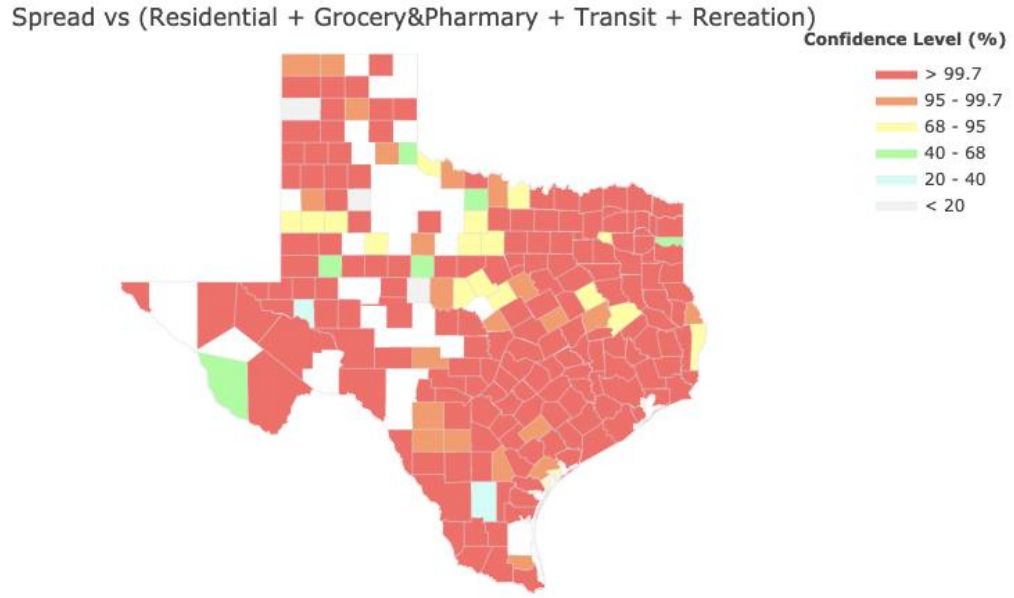 Spread vs (Residential + Grocery&Pharmary + Transit + Rereation)
Confidence Level (%)
> 99.7
95 - 99.7
68 - 95
40 - 68
20 - 40
< 20